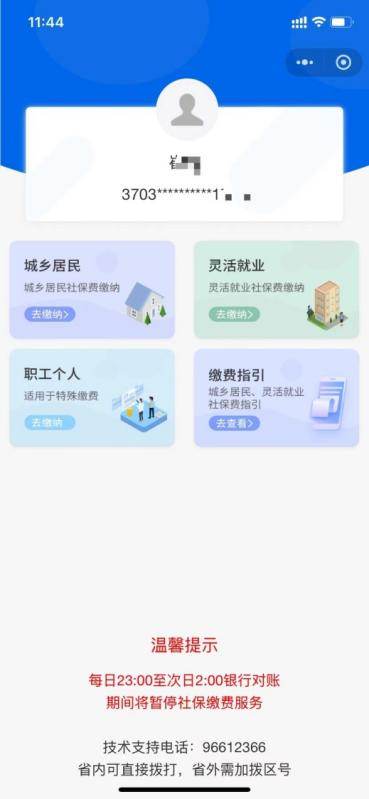 11:44
3703**********1
城乡居民
城乡居民社保费缴纳
去缴纳>
灵活就业
灵活就业社保费缴纳
去缴纳>
职工个人
适用于特殊缴费
去缴纳
缴费指引
城乡居民、灵活就业
社保费指引
去查看>
温馨提示
每日23:00至次日2:00银行对账
期间将暂停社保缴费服务
技术支持电话：96612366
省内可直接拨打，省外需加拨区号